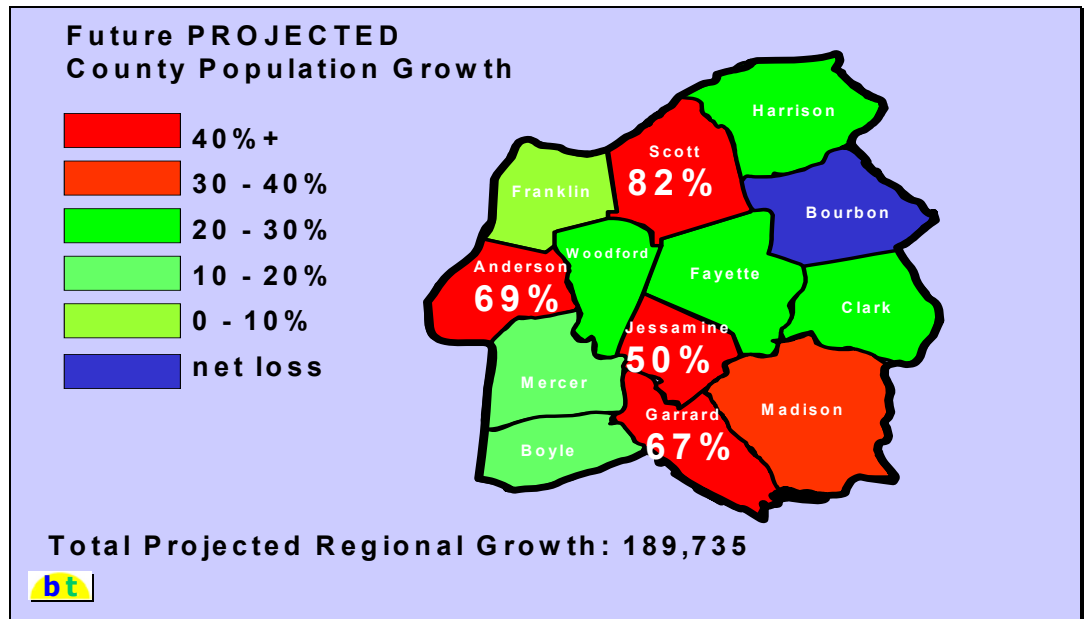 Future PROJECTED
County Population Growth
40%+
30 - 40%
20 - 30%
10 - 20%
0 - 10%
net loss
Harrison
Scott
82%
Franklin
Bourbon
Woodford
Anderson
69%
Fayette
Clark
Jessamine
50%
Mercer
Garrard
67%
Madison
Boyle
Total Projected Regional Growth: 189,735
bt